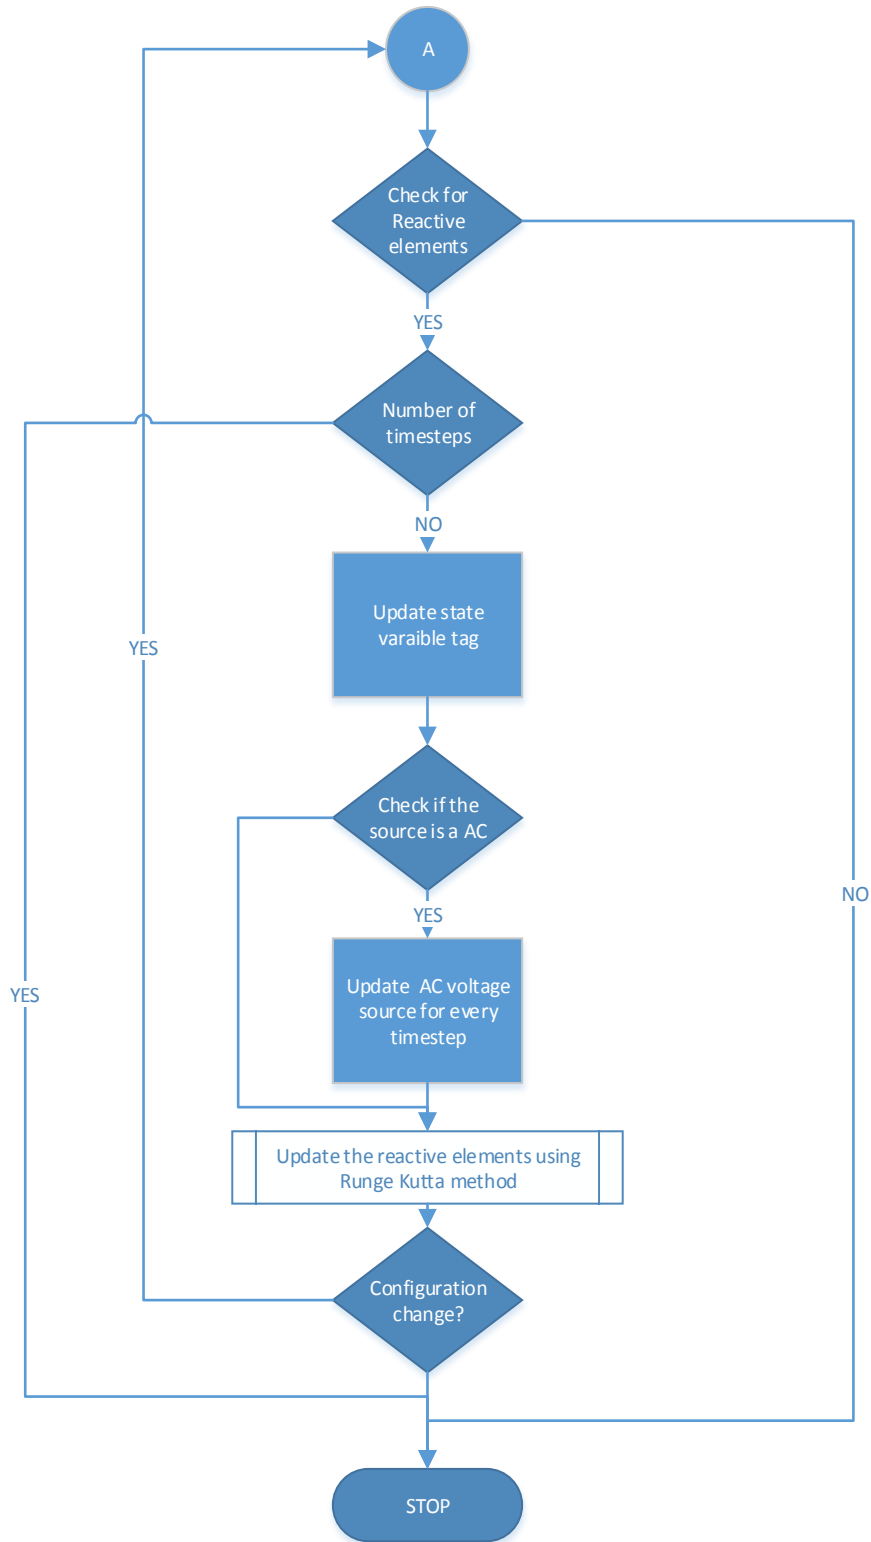 A
Check for
Reactive
elements
YES
Number of
timesteps
NO
Update state
varaible tag
YES
Check if the
source is a AC
NO
YES
Update AC voltage
source for every
timestep
YES
Update the reactive elements using
Runge Kutta method
Configuration
change?
STOP